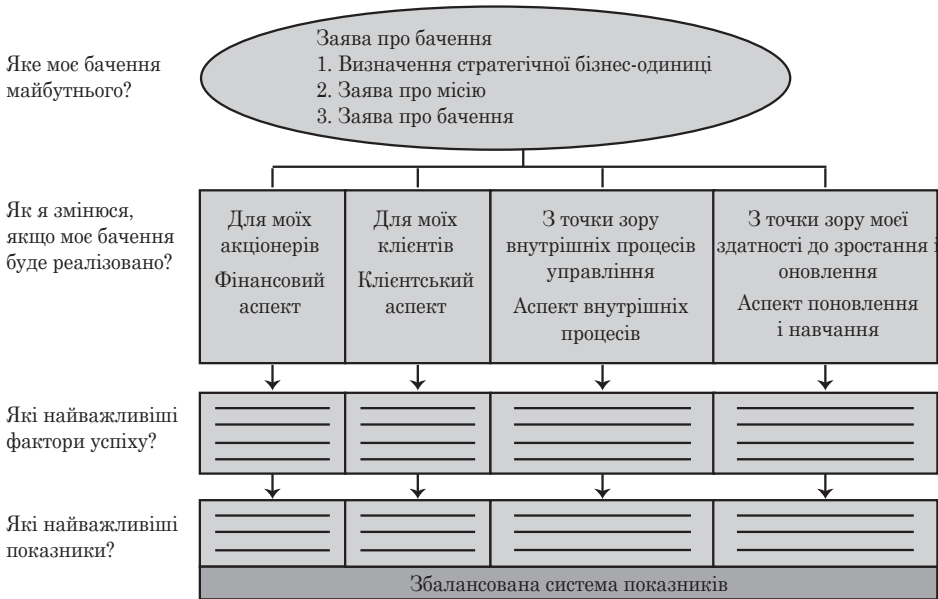 Яке моє бачення
майбутнього?
Заява про бачення
1. Визначення стратегічної бізнес-одиниці
2. Заява про місію
3. Заява про бачення
Як я змінюся,
якщо моє бачення
буде реалізовано?
Для моїх
акціонерів
Фінансовий
аспект
Для моїх
клієнтів
Клієнтський
аспект
З точки зору
внутрішніх процесів
управління
Аспект внутрішніх
процесів
З точки зору моєї
здатності до зростання і
оновлення
Аспект поновлення
і навчання
Які найважливіші
фактори успіху?
Які найважливіші
показники?
Збалансована система показників